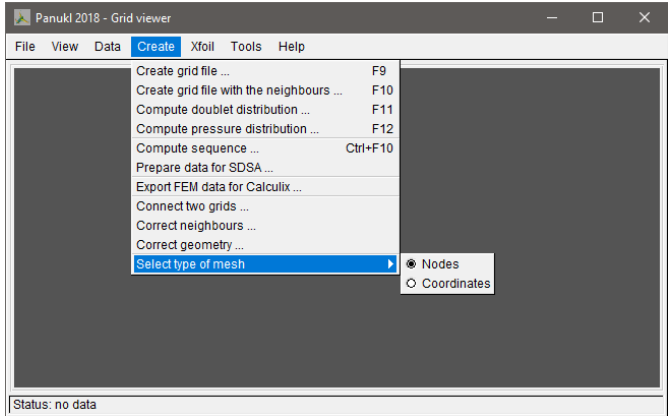 Panukl 2018 - Grid viewer
File View Data Create Xfoil Tools Help
Create grid file ... F9
Create grid file with the neighbours ... F10
Compute doublet distribution ... F11
Compute pressure distribution ... F12
Compute sequence ... Ctrl+F10
Prepare data for SDSA ...
Export FEM data for Calculix ...
Connect two grids ...
Correct neighbours ...
Correct geometry ...
Select type of mesh
Nodes
Coordinates
Status: no data